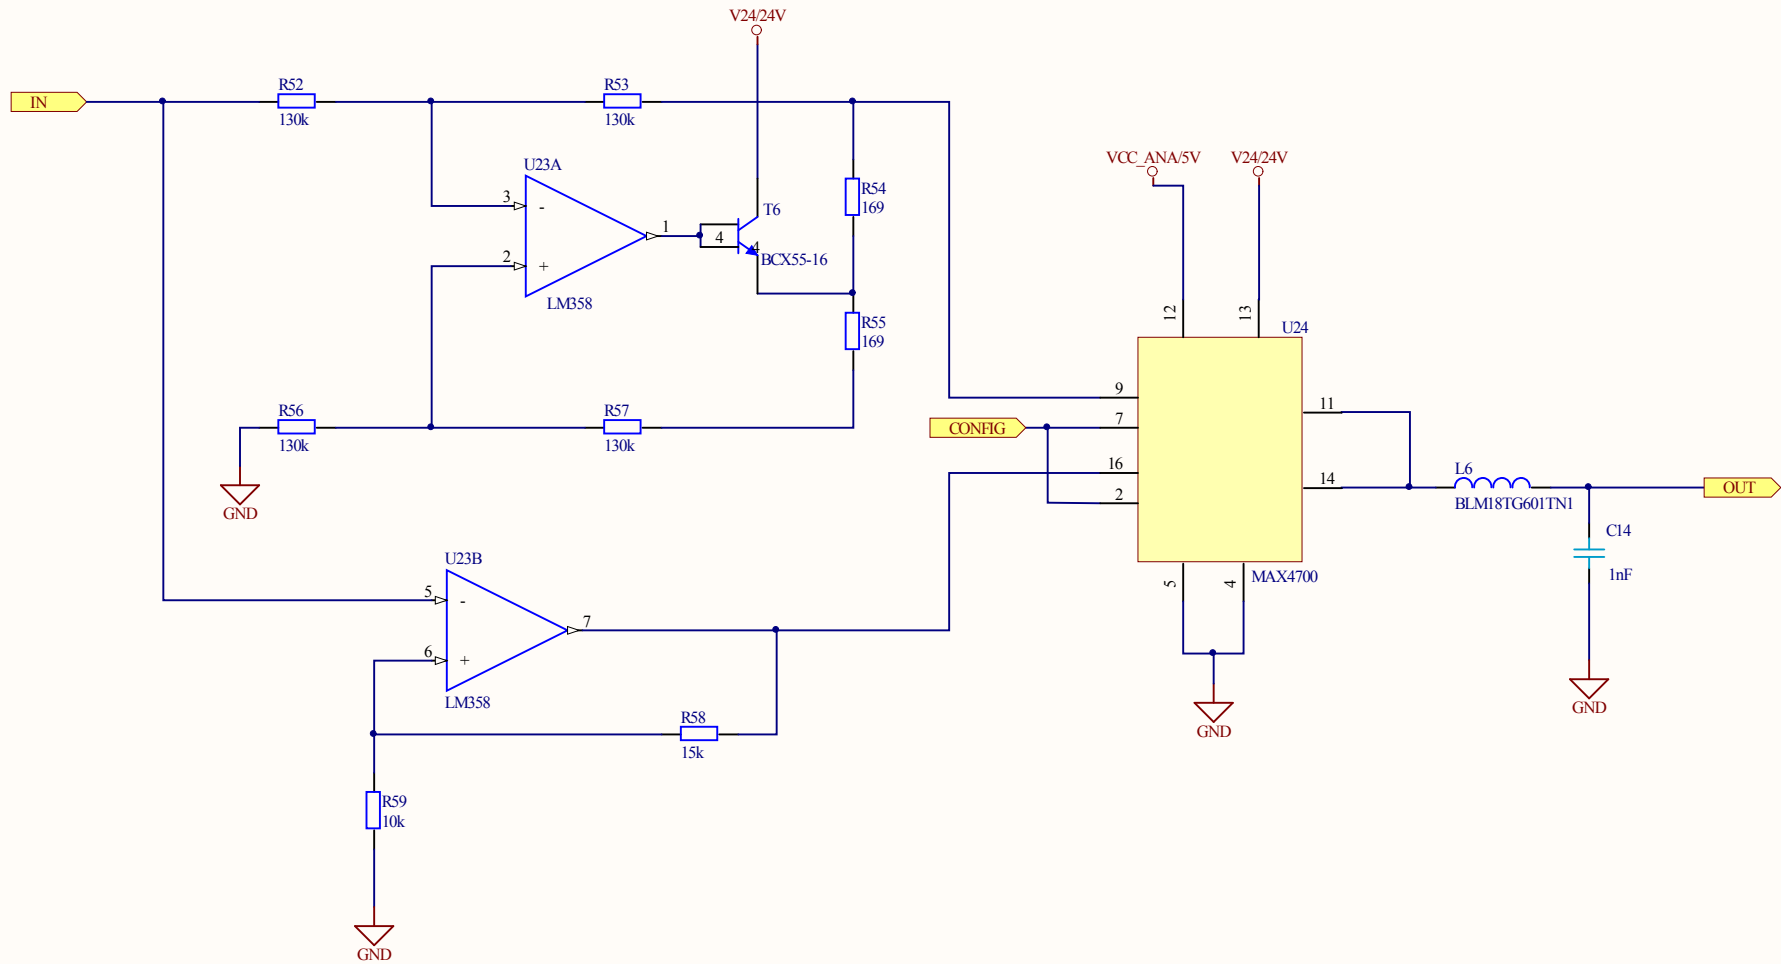 V24/24V
IN
R52
130k
R53
130k
U23A
3
-
2
+
1
LM358
4
4
T6
BCX55-16
R54
169
R55
169
R56
130k
R57
130k
GND
VCC_ANA/5V
V24/24V
12
13
U24
9
7
16
2
CONFIG
11
14
5
4
MAX4700
GND
L6
BLM18TG601TN1
OUT
C14
1nF
GND
U23B
5
-
6
+
7
LM358
R58
15k
R59
10k
GND